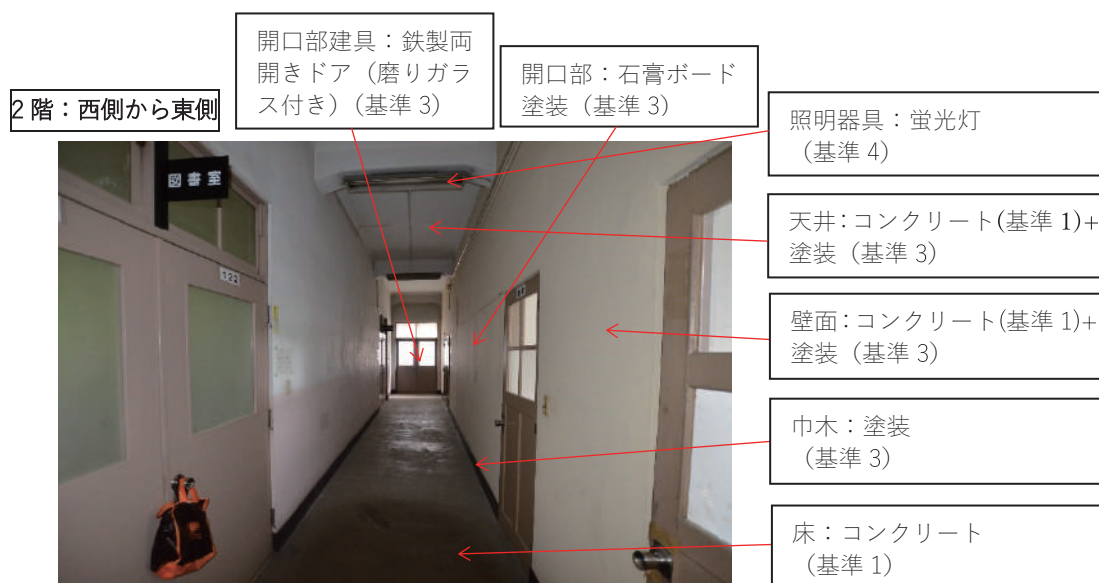 2階：西側から東側
開口部建具：鉄製両
開きドア（磨りガラ
ス付き）（基準 3）
開口部：石膏ボード
塗装（基準 3）
照明器具：蛍光灯
（基準 4）
天井：コンクリート(基準 1)+
塗装（基準 3）
壁面：コンクリート(基準 1)+
塗装（基準 3）
巾木：塗装
（基準 3）
床：コンクリート
（基準 1）
図書室
122